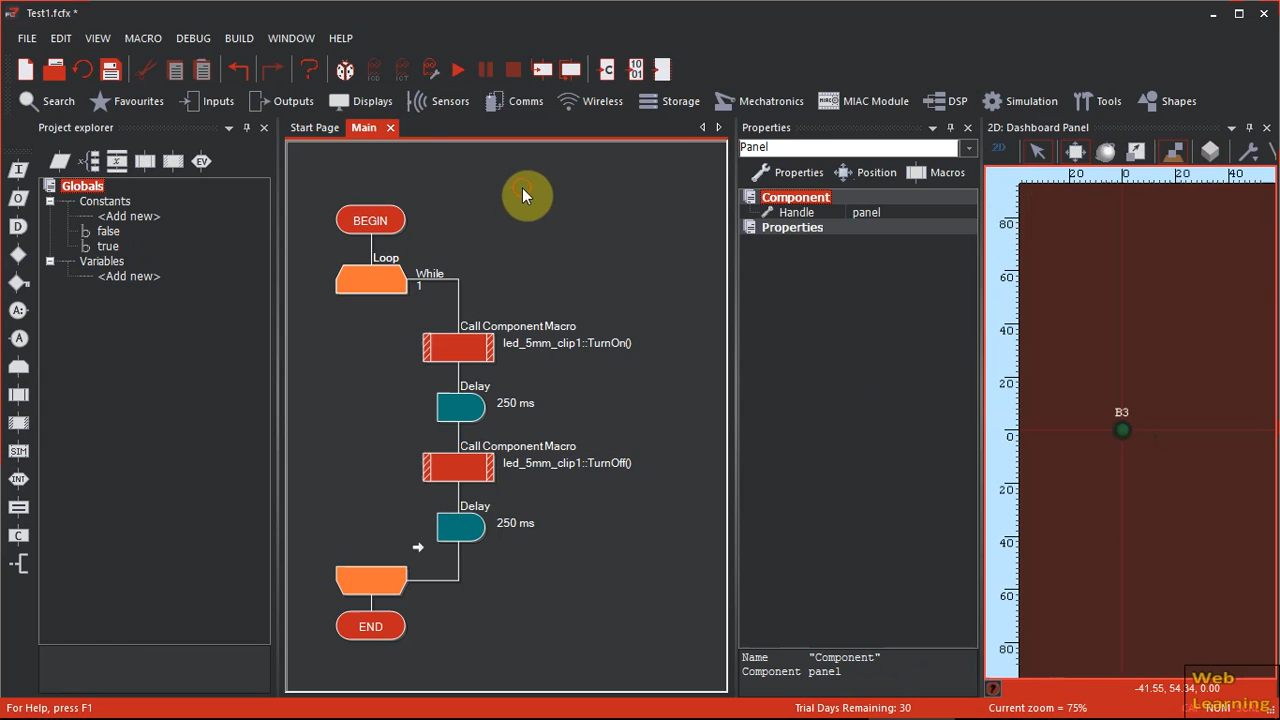 Test1.fcfx *
FILE EDIT VIEW MACRO DEBUG BUILD WINDOW HELP
Search Favourites Inputs Outputs Displays Sensors Comms Wireless Storage Mechatronics MIAC Module DSP Simulation Tools Shapes
Project explorer
Globals
Constants
<Add new>
false
true
Variables
<Add new>
Start Page Main
BEGIN
Loop
While
1
Call Component Macro
led_5mm_clip1::TurnOn()
Delay
250 ms
Call Component Macro
led_5mm_clip1::TurnOff()
Delay
250 ms
END
Properties
Panel
Properties Position Macros
Component
Handle panel
Properties
Name "Component"
Component panel
2D: Dashboard Panel
2D
20 0 20 40
80
60
40
20
0
20
40
60
80
B3
-41.55, 54.34, 0.00
Web
Learning
For Help, press F1
Trial Days Remaining: 30
Current zoom = 75%